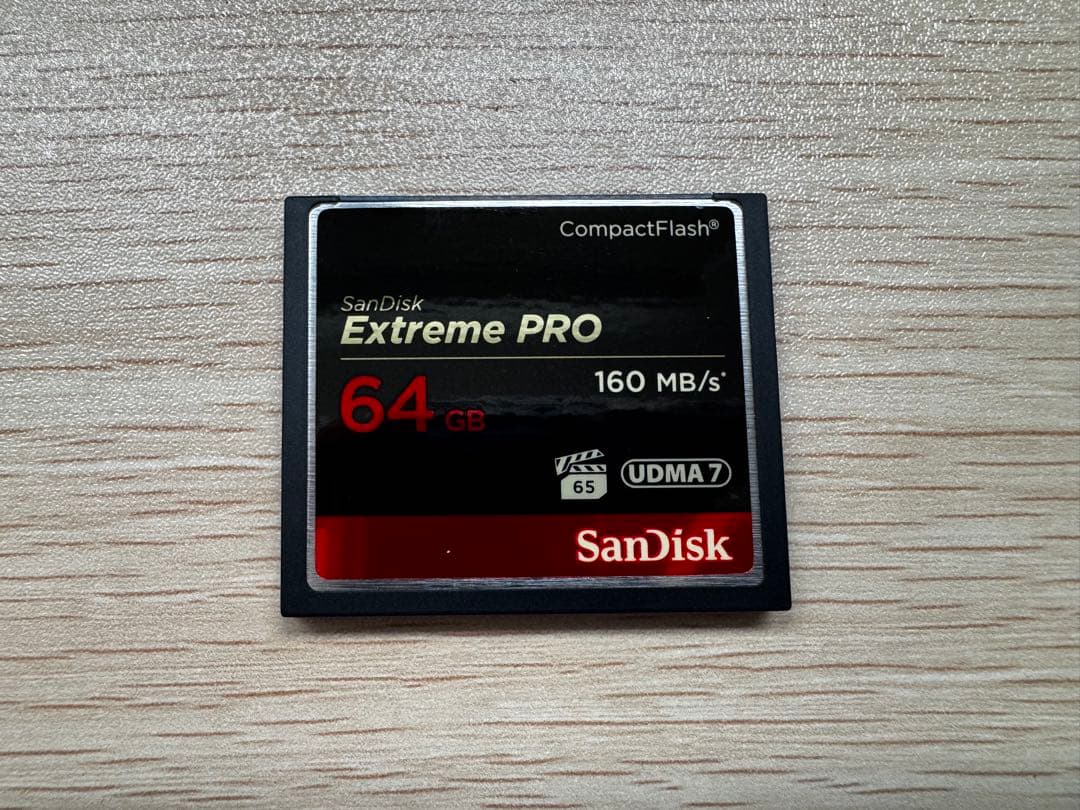 CompactFlash®
SanDisk
Extreme PRO
160 MB/s*
64 GB
65
UDMA 7
SanDisk